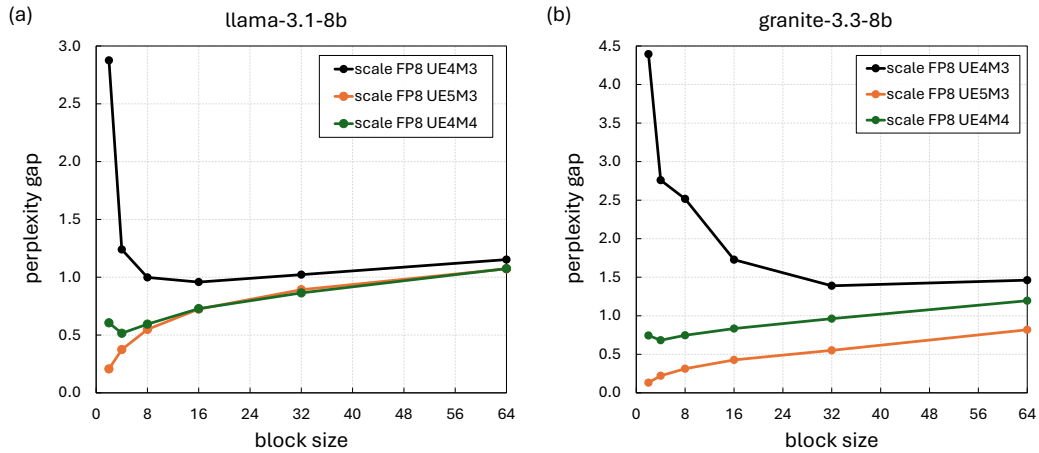 (a)
llama-3.1-8b
3.0
2.5
2.0
1.5
1.0
0.5
0.0
perplexity gap
scale FP8 UE4M3
scale FP8 UE5M3
scale FP8 UE4M4
0 8 16 24 32 40 48 56 64
block size
(b)
granite-3.3-8b
4.5
4.0
3.5
3.0
2.5
2.0
1.5
1.0
0.5
0.0
perplexity gap
scale FP8 UE4M3
scale FP8 UE5M3
scale FP8 UE4M4
0 8 16 24 32 40 48 56 64
block size